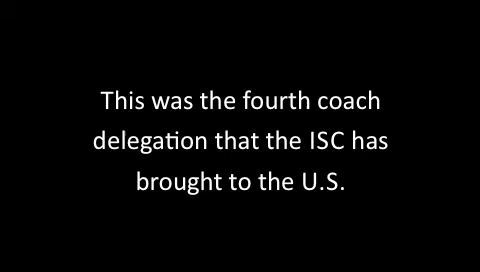 This was the fourth coach
delegation that the ISC has
brought to the U.S.